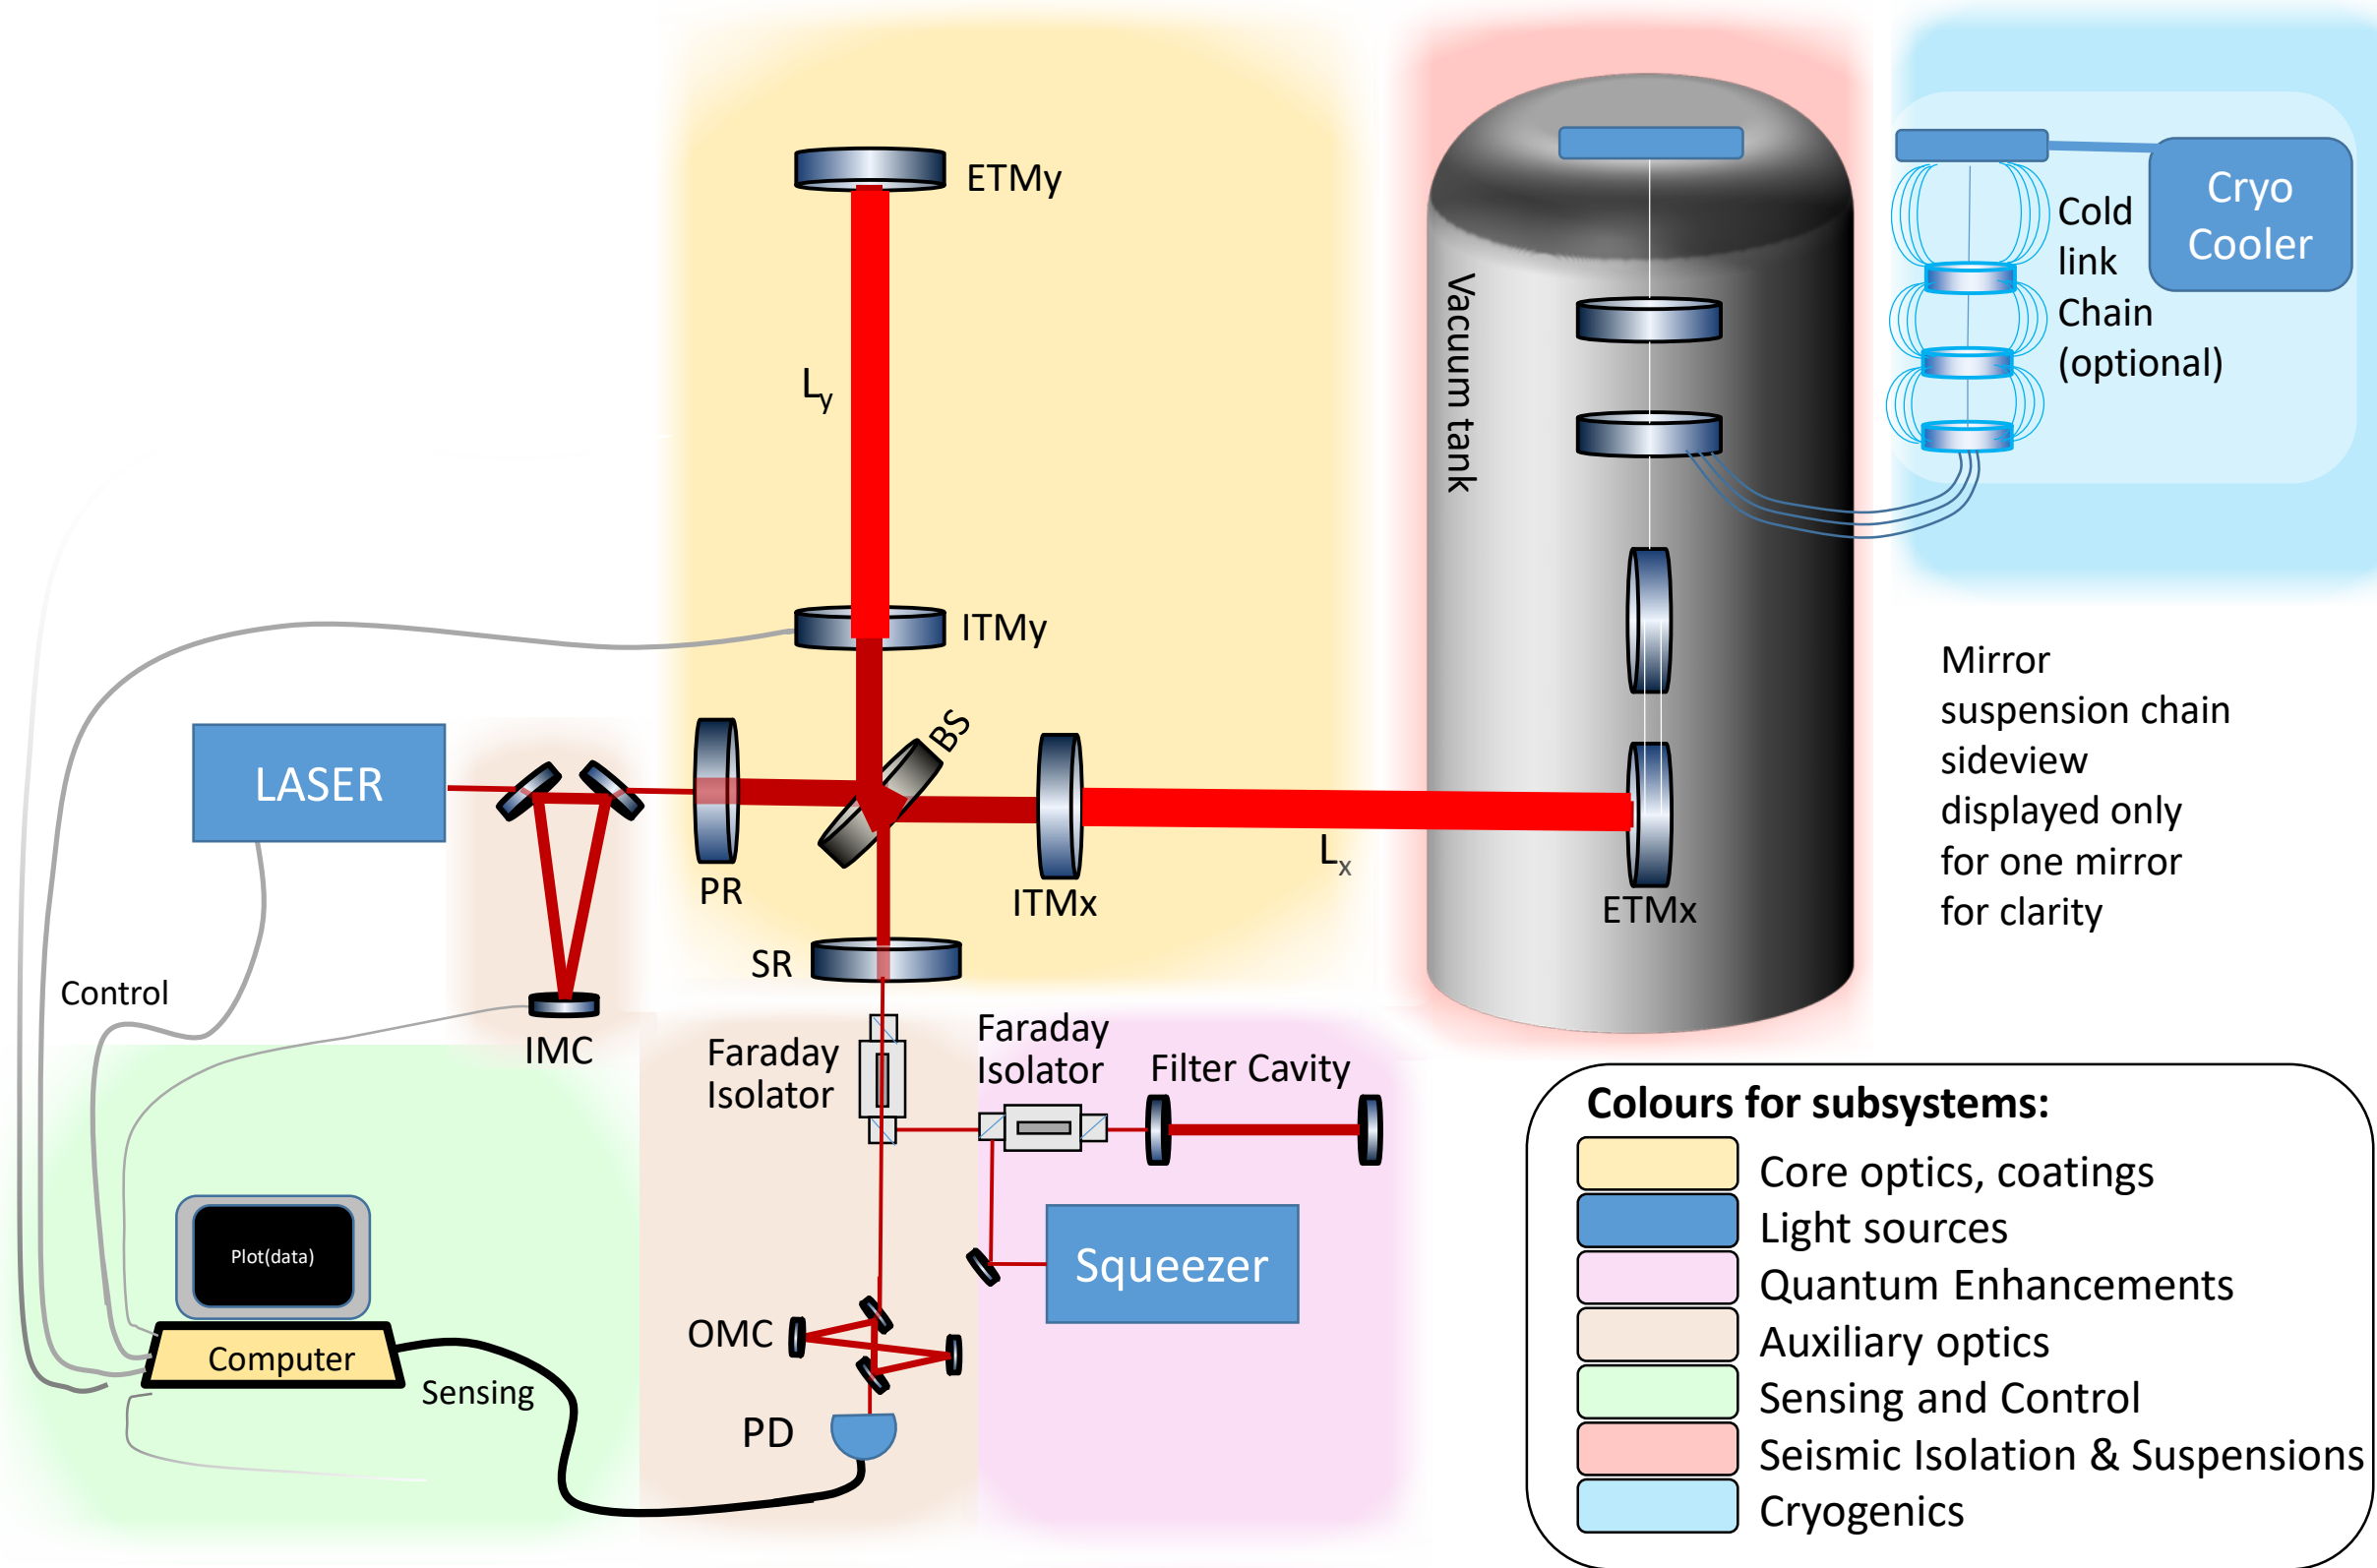 ETMy
Ly
ITMy
LASER
BS
PR
ITMx
Lx
ETMx
SR
Control
IMC
Vacuum tank
Cold
link
Chain
(optional)
Cryo
Cooler
Mirror
suspension chain
sideview
displayed only
for one mirror
for clarity
Faraday
Isolator
Faraday
Isolator
Filter Cavity
Squeezer
OMC
PD
Plot(data)
Computer
Sensing
Colours for subsystems:
Core optics, coatings
Light sources
Quantum Enhancements
Auxiliary optics
Sensing and Control
Seismic Isolation & Suspensions
Cryogenics